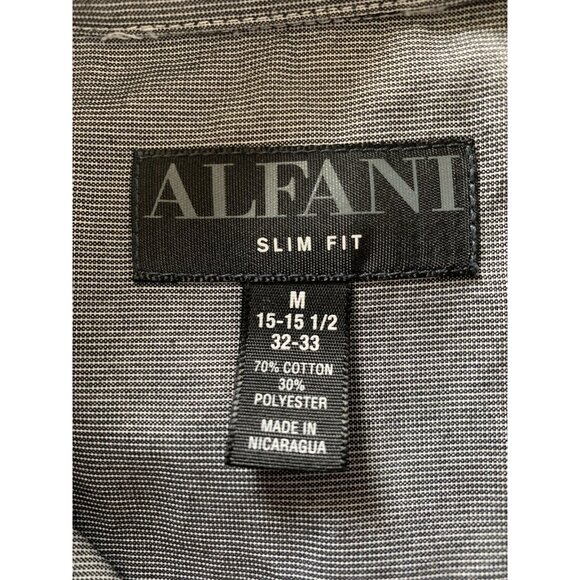 ALFANI
SLIM FIT
M
15-15 1/2
32-33
70% COTTON
30%
POLYESTER
MADE IN
NICARAGUA